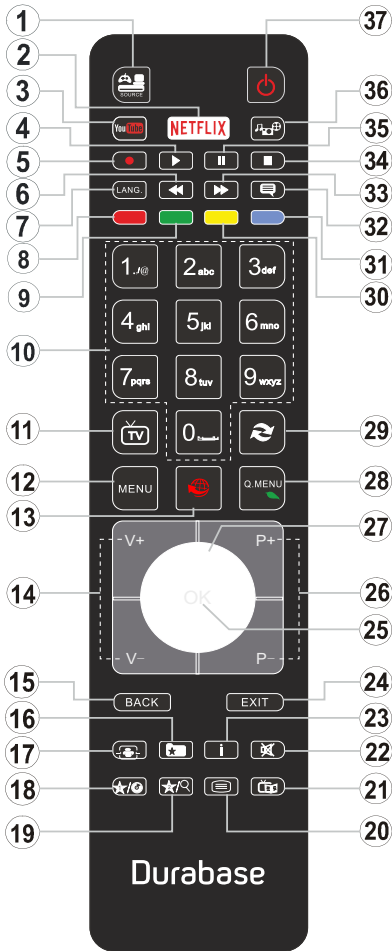 1
37
2
SOURCE
3
36
YouTube
NETFLIX
4
35
5
34
6
33
7
LANG.
32
8
31
9
30
1../@
2abc
3def
4ghi
5jkl
6mno
10
7pqrs
8tuv
9wxyz
11
TV
0
29
12
MENU
Q.MENU
28
13
27
V+
P+
14
OK
26
25
V-
P-
15
24
BACK
EXIT
16
23
i
17
22
18
21
19
20
Durabase